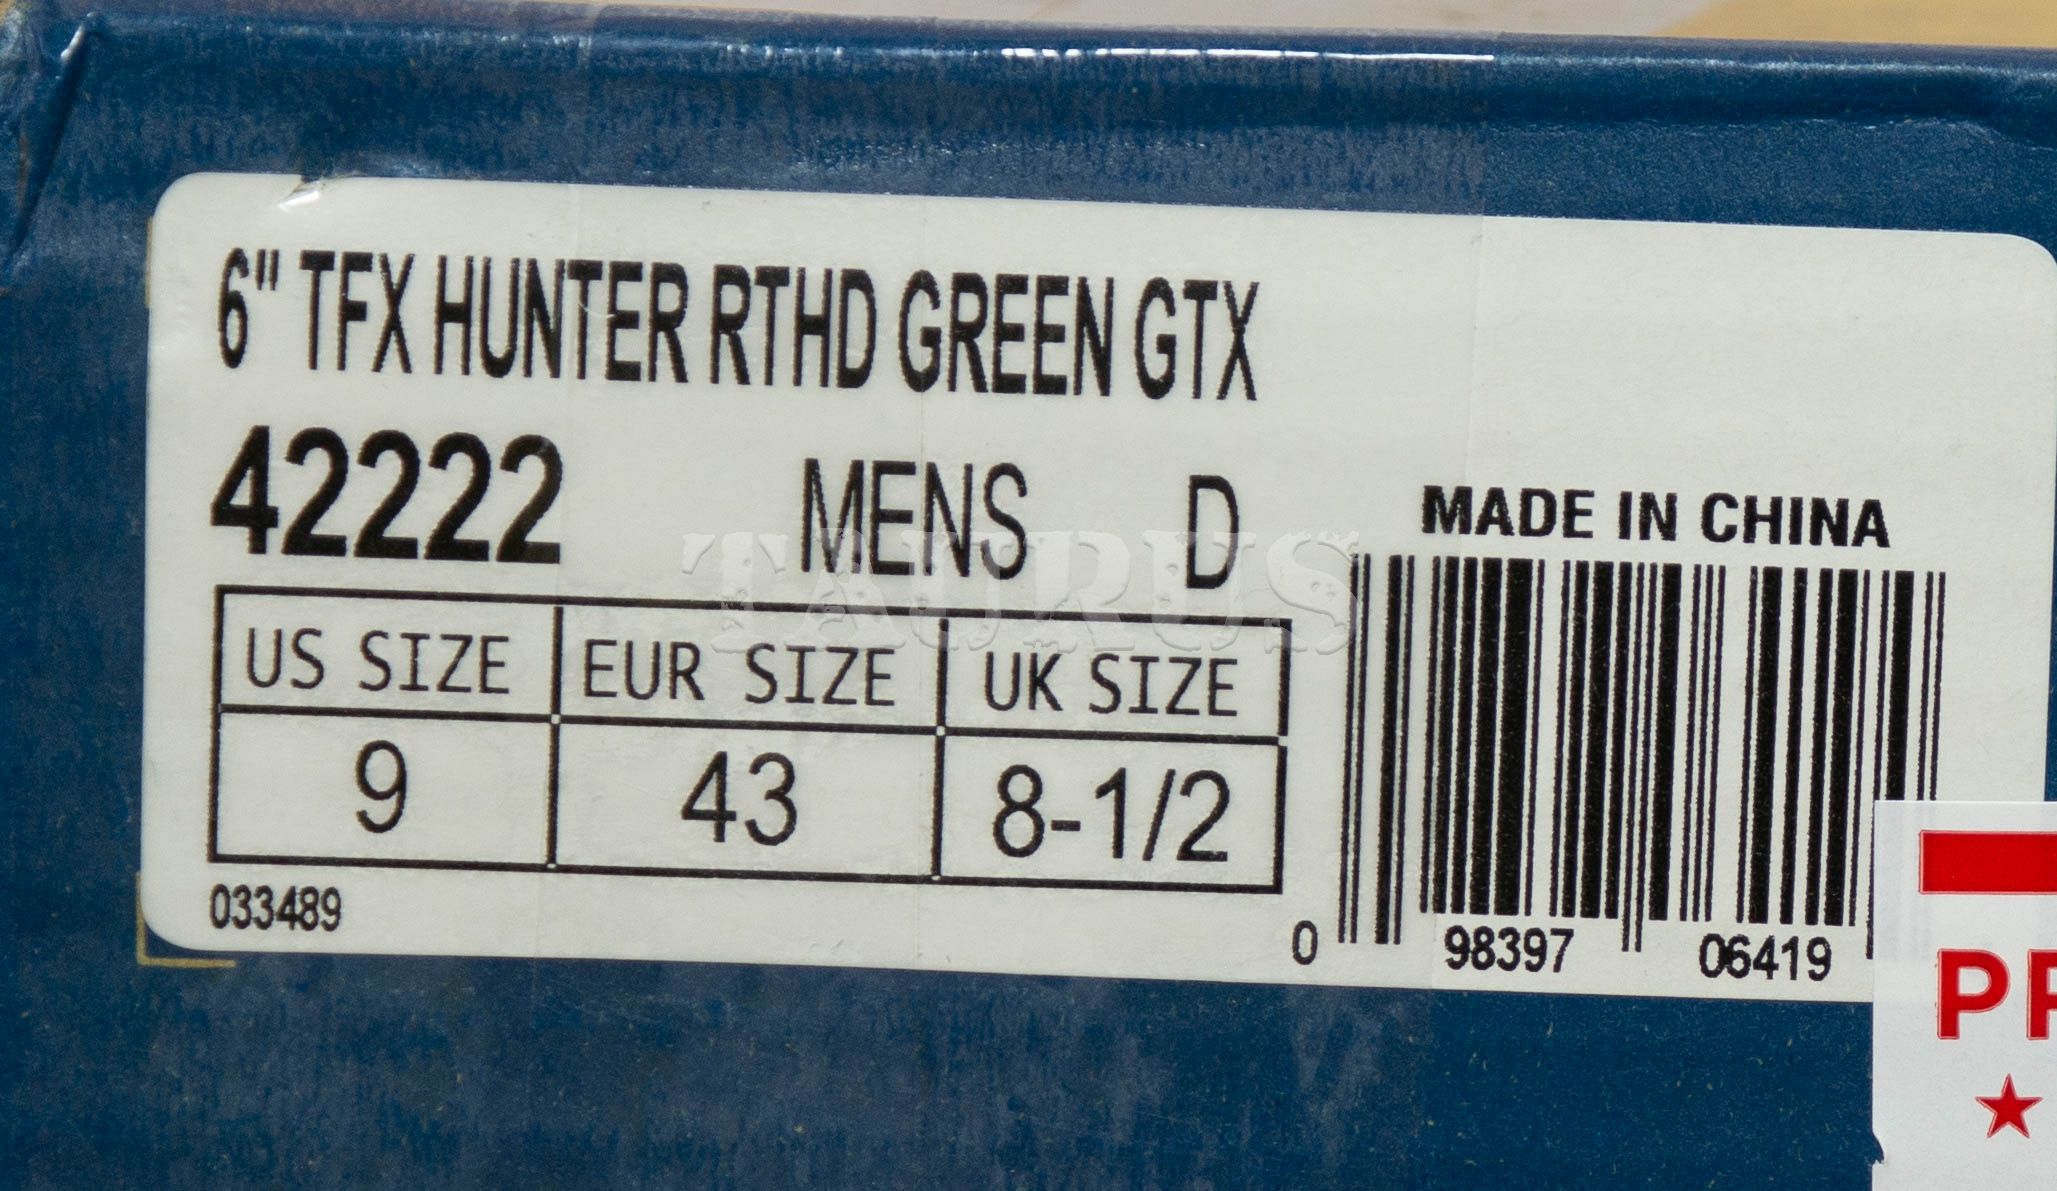 6" TFX HUNTER RTHD GREEN GTX
42222 MENS D
MADE IN CHINA
TAURUS
US SIZE EUR SIZE UK SIZE
9 43 8-1/2
033489
0 98397 06419